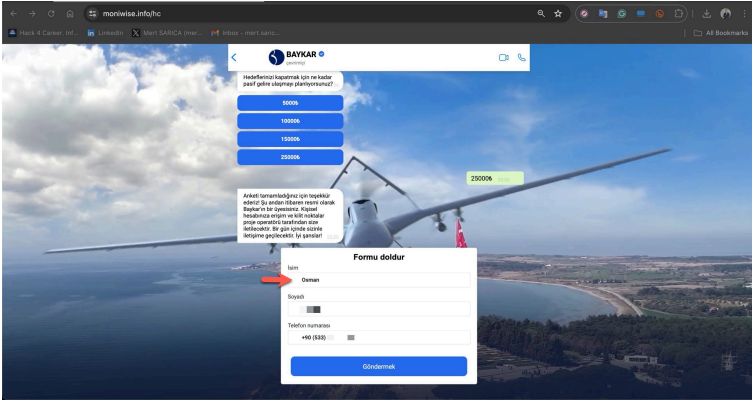 moniwise.info/hc
Hack 4 Career. Inf...
LinkedIn
Mert SARICA (mer...
Inbox - mert.saric...
All Bookmarks
BAYKAR
çevrimiçi
Hedeflerinizi kapatmak için ne kadar
pasif gelire ulaşmayı planlıyorsunuz?
5000₺
10000₺
15000₺
25000₺
25000₺
Anketi tamamladığınız için teşekkür
ederiz! Şu andan itibaren resmi olarak
Baykar'ın bir üyesisiniz. Kişisel
hesabınıza erişim ve kilit noktalar
proje operatörü tarafından size
iletilecektir. Bir gün içinde sizinle
iletişime geçilecektir. İyi şanslar!
Formu doldur
İsim
Osman
Soyadı
Telefon numarası
+90 (533)
Göndermek